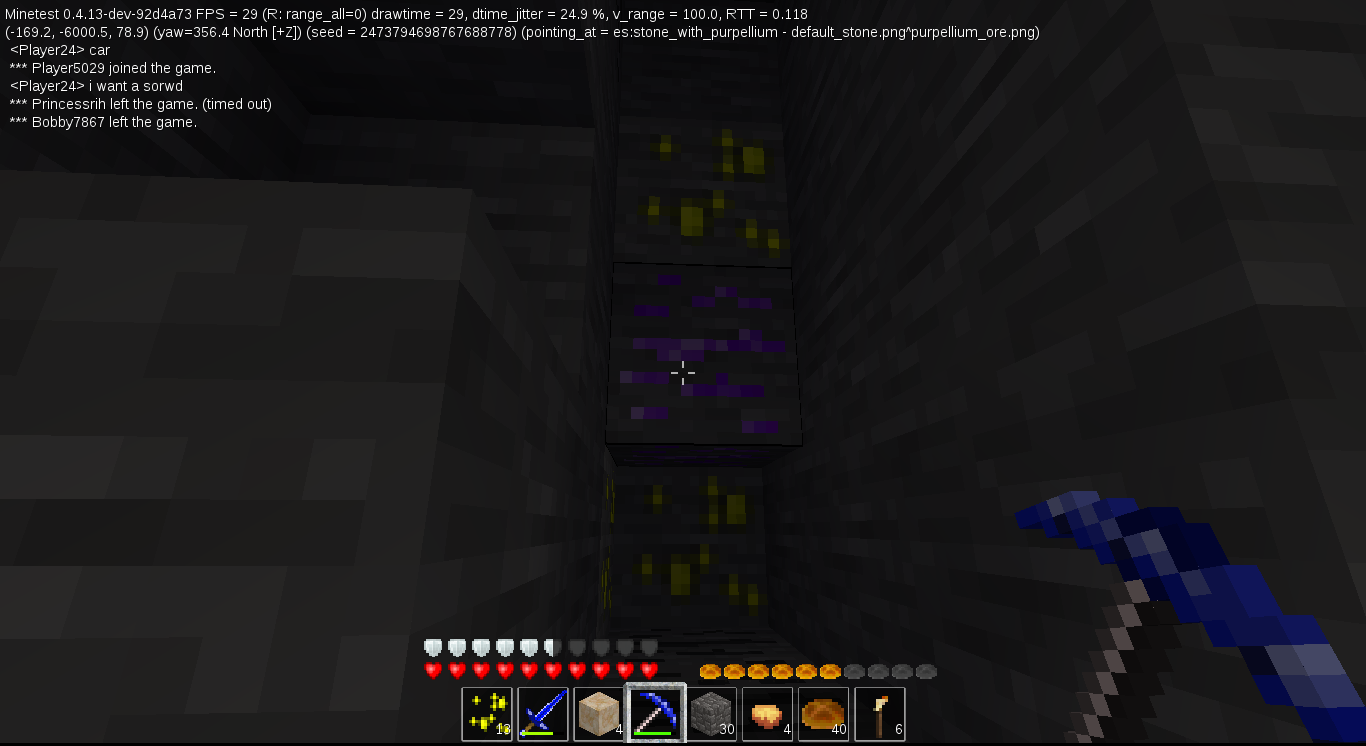 Minetest 0.4.13-dev-92d4a73 FPS = 29 (R: range_all=0) drawtime = 29, dtime_jitter = 24.9 %, v_range = 100.0, RTT = 0.118
(-169.2, -6000.5, 78.9) (yaw=356.4 North [+Z]) (seed = 2473794698767688778) (pointing_at = es:stone_with_purpellium - default_stone.png^purpellium_ore.png)
<Player24> car
*** Player5029 joined the game.
<Player24> i want a sorwd
*** Princessrih left the game. (timed out)
*** Bobby7867 left the game.
13 4 30 4 40 6